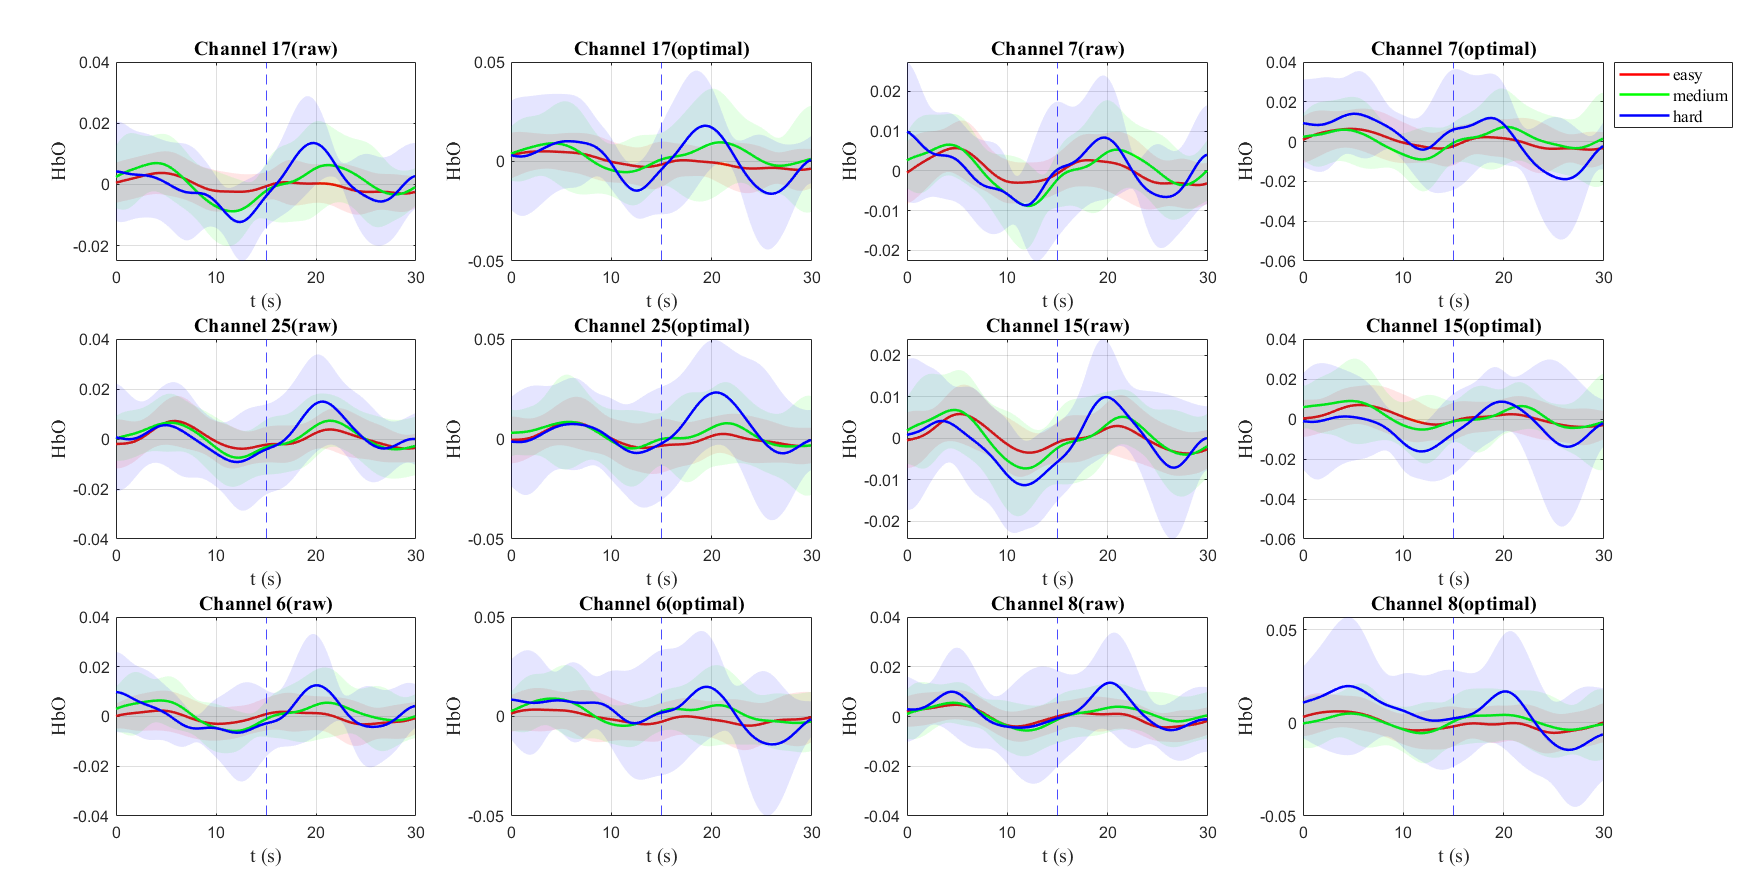 Channel 17(raw)
0.04
0.02
0
-0.02
HbO
0 10 20 30
t (s)
Channel 17(optimal)
0.05
0
-0.05
HbO
0 10 20 30
t (s)
Channel 7(raw)
0.02
0.01
0
-0.01
-0.02
HbO
0 10 20 30
t (s)
Channel 7(optimal)
0.04
0.02
0
-0.02
-0.04
-0.06
HbO
0 10 20 30
t (s)
easy
medium
hard
Channel 25(raw)
0.04
0.02
0
-0.02
-0.04
HbO
0 10 20 30
t (s)
Channel 25(optimal)
0.05
0
-0.05
HbO
0 10 20 30
t (s)
Channel 15(raw)
0.02
0.01
0
-0.01
-0.02
HbO
0 10 20 30
t (s)
Channel 15(optimal)
0.04
0.02
0
-0.02
-0.04
-0.06
HbO
0 10 20 30
t (s)
Channel 6(raw)
0.04
0.02
0
-0.02
-0.04
HbO
0 10 20 30
t (s)
Channel 6(optimal)
0.05
0
-0.05
HbO
0 10 20 30
t (s)
Channel 8(raw)
0.04
0.02
0
-0.02
-0.04
HbO
0 10 20 30
t (s)
Channel 8(optimal)
0.05
0
-0.05
HbO
0 10 20 30
t (s)